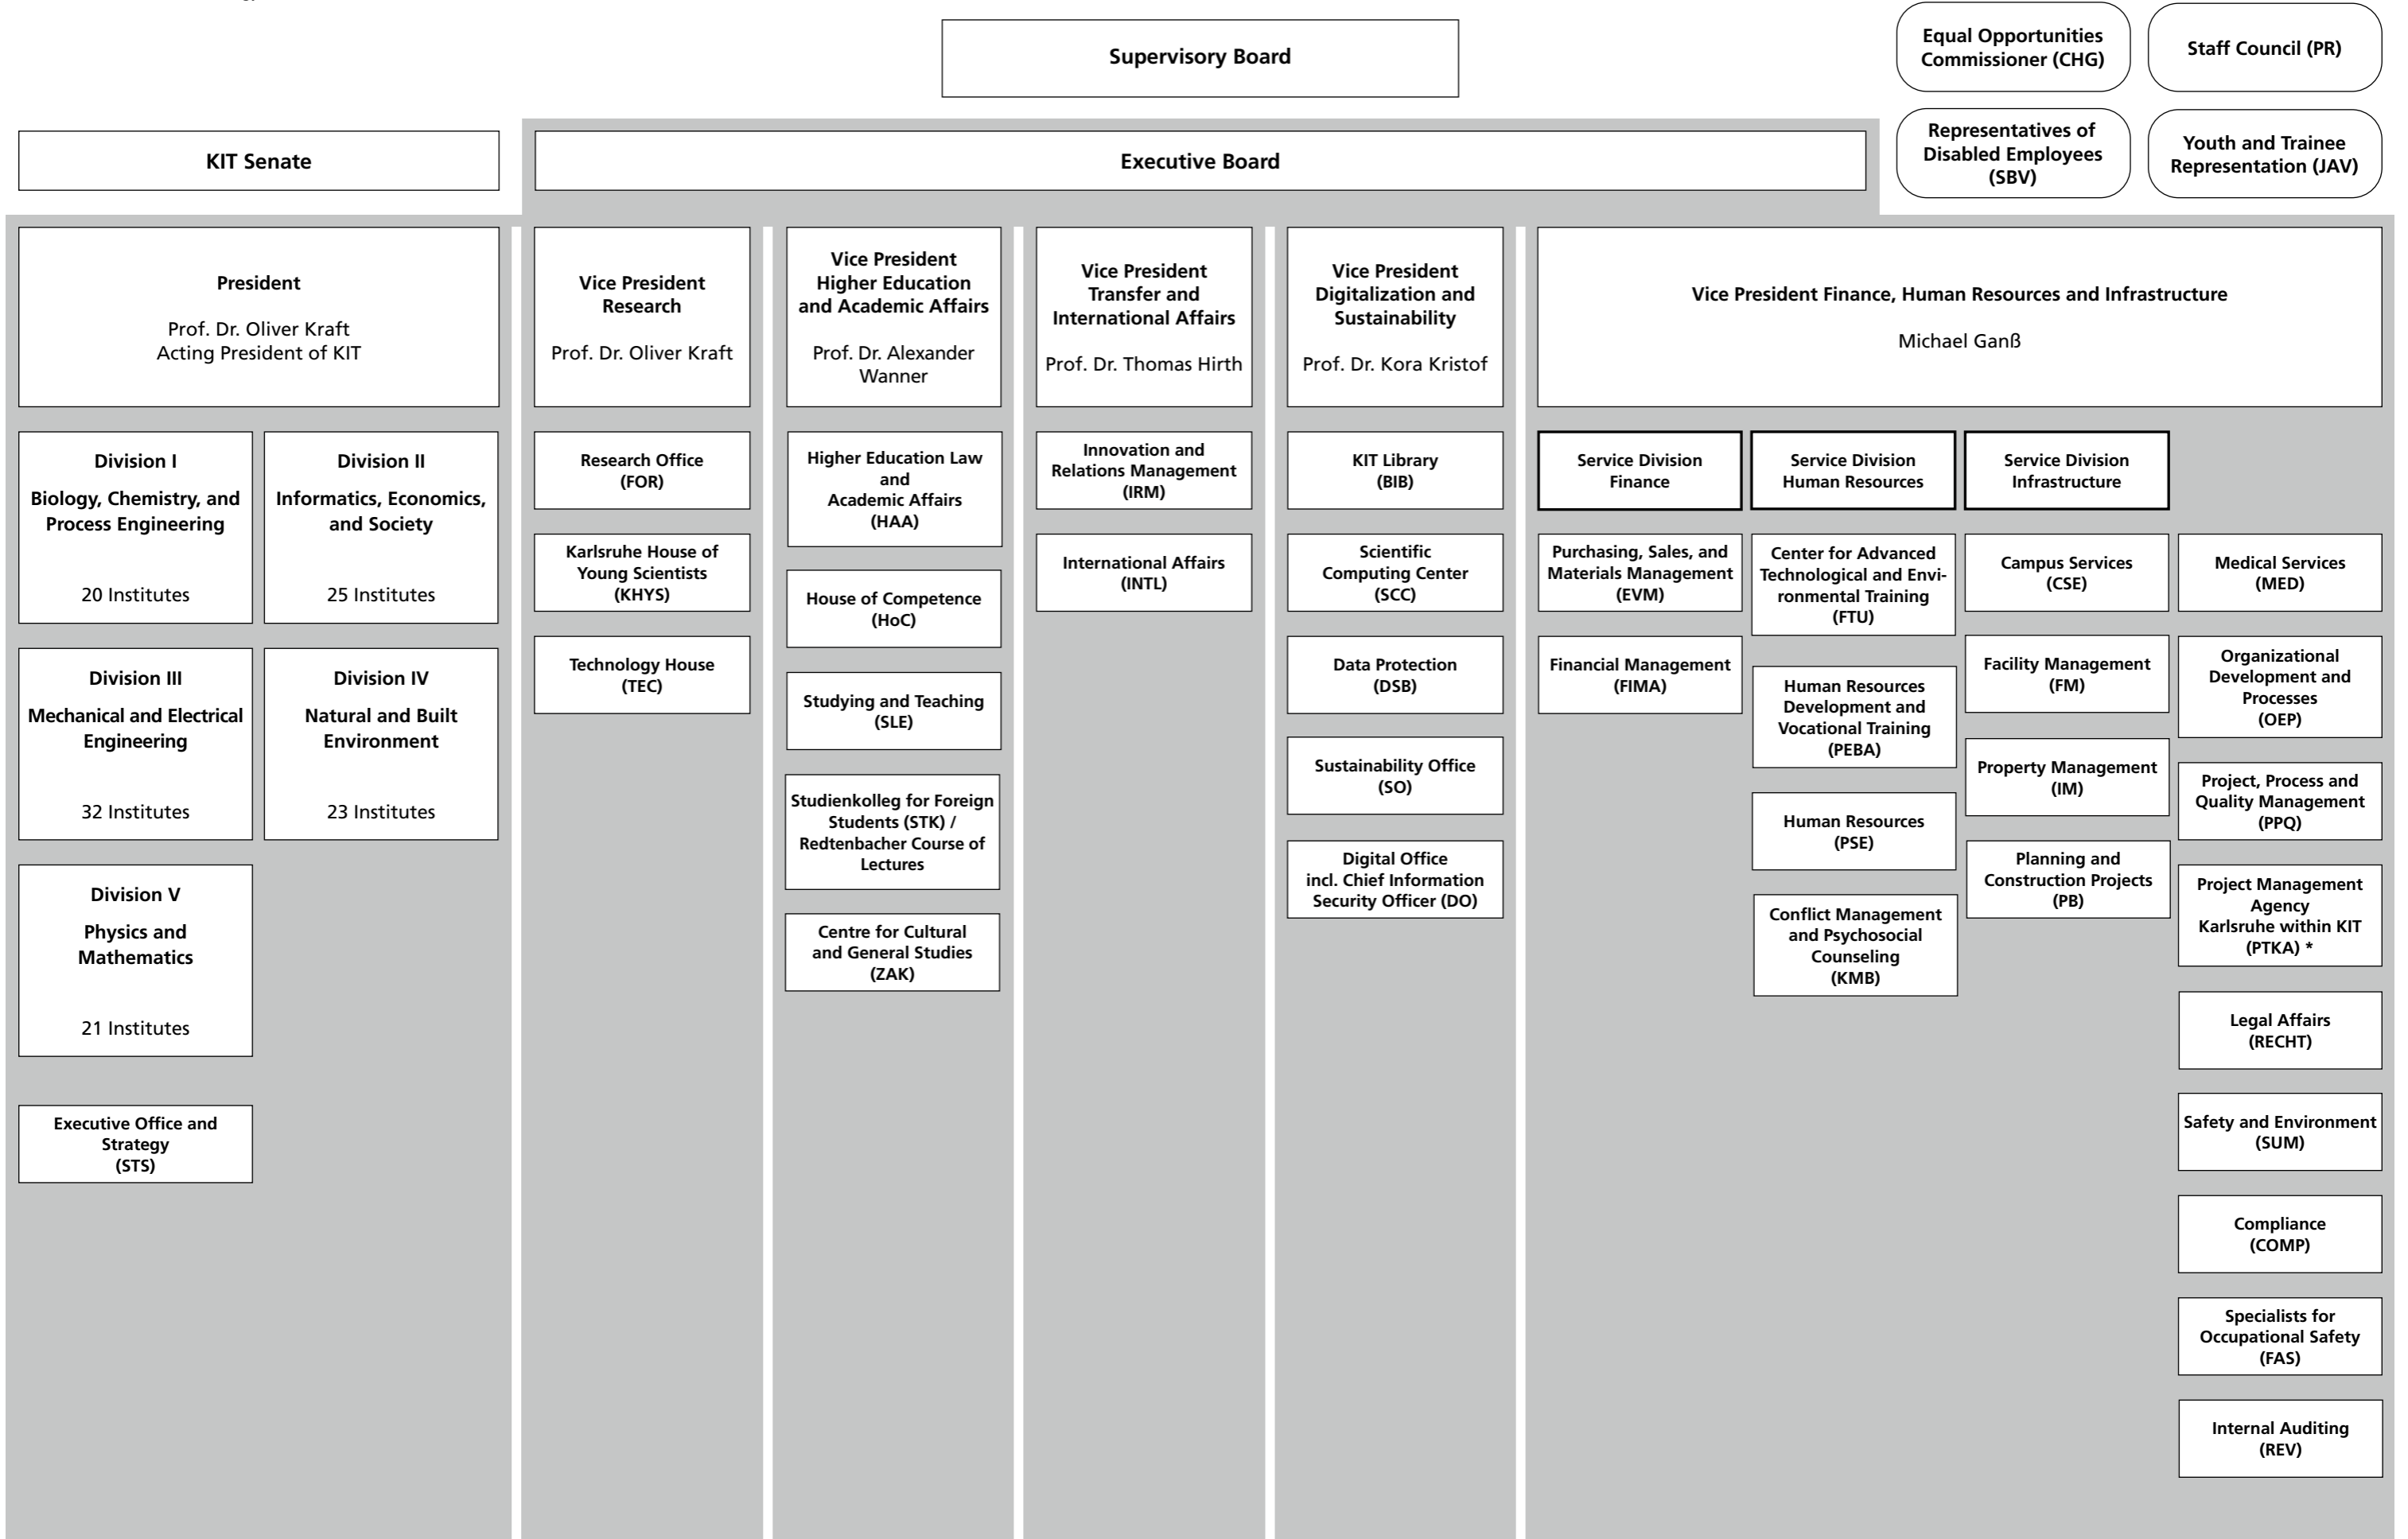 Supervisory Board
Equal Opportunities
Commissioner (CHG)
Staff Council (PR)
KIT Senate
Executive Board
Representatives of
Disabled Employees
(SBV)
Youth and Trainee
Representation (JAV)
President
Prof. Dr. Oliver Kraft
Acting President of KIT
Vice President
Research
Prof. Dr. Oliver Kraft
Vice President
Higher Education
and Academic Affairs
Prof. Dr. Alexander
Wanner
Vice President
Transfer and
International Affairs
Prof. Dr. Thomas Hirth
Vice President
Digitalization and
Sustainability
Prof. Dr. Kora Kristof
Vice President Finance, Human Resources and Infrastructure
Michael Ganß
Division I
Biology, Chemistry, and
Process Engineering
20 Institutes
Division II
Informatics, Economics,
and Society
25 Institutes
Division III
Mechanical and Electrical
Engineering
32 Institutes
Division IV
Natural and Built
Environment
23 Institutes
Division V
Physics and
Mathematics
21 Institutes
Executive Office and
Strategy
(STS)
Research Office
(FOR)
Karlsruhe House of
Young Scientists
(KHYS)
Technology House
(TEC)
Higher Education Law
and
Academic Affairs
(HAA)
House of Competence
(HoC)
Studying and Teaching
(SLE)
Studienkolleg for Foreign
Students (STK) /
Redtenbacher Course of
Lectures
Centre for Cultural
and General Studies
(ZAK)
Innovation and
Relations Management
(IRM)
International Affairs
(INTL)
KIT Library
(BIB)
Scientific
Computing Center
(SCC)
Data Protection
(DSB)
Sustainability Office
(SO)
Digital Office
incl. Chief Information
Security Officer (DO)
Service Division
Finance
Purchasing, Sales, and
Materials Management
(EVM)
Financial Management
(FIMA)
Service Division
Human Resources
Center for Advanced
Technological and Envi-
ronmental Training
(FTU)
Human Resources
Development and
Vocational Training
(PEBA)
Human Resources
(PSE)
Conflict Management
and Psychosocial
Counseling
(KMB)
Service Division
Infrastructure
Campus Services
(CSE)
Facility Management
(FM)
Property Management
(IM)
Planning and
Construction Projects
(PB)
Medical Services
(MED)
Organizational
Development and
Processes
(OEP)
Project, Process and
Quality Management
(PPQ)
Project Management
Agency
Karlsruhe within KIT
(PTKA) *
Legal Affairs
(RECHT)
Safety and Environment
(SUM)
Compliance
(COMP)
Specialists for
Occupational Safety
(FAS)
Internal Auditing
(REV)